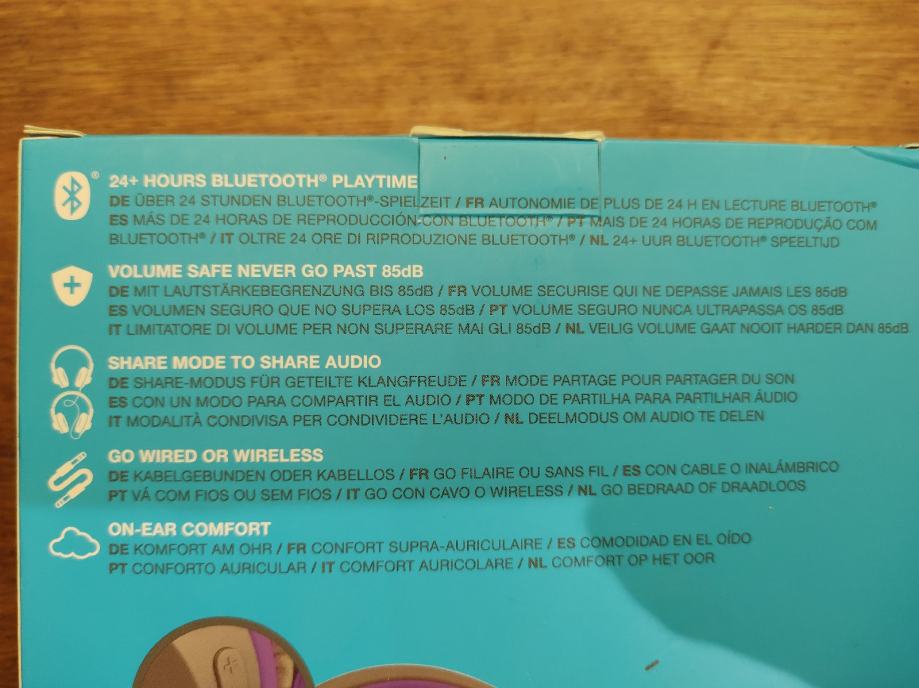 24+ HOURS BLUETOOTH® PLAYTIME
DE ÜBER 24 STUNDEN BLUETOOTH®-SPIELZEIT / FR AUTONOMIE DE PLUS DE 24 H EN LECTURE BLUETOOTH®
ES MÁS DE 24 HORAS DE REPRODUCCIÓN CON BLUETOOTH® / PT MAIS DE 24 HORAS DE REPRODUÇÃO COM
BLUETOOTH® / IT OLTRE 24 ORE DI RIPRODUZIONE BLUETOOTH® / NL 24+ UUR BLUETOOTH® SPEELTIJD
VOLUME SAFE NEVER GO PAST 85dB
DE MIT LAUTSTÄRKEBEGRENZUNG BIS 85dB / FR VOLUME SECURISE QUI NE DEPASSE JAMAIS LES 85dB
ES VOLUMEN SEGURO QUE NO SUPERA LOS 85dB / PT VOLUME SEGURO NUNCA ULTRAPASSA OS 85dB
IT LIMITATORE DI VOLUME PER NON SUPERARE MAI GLI 85dB / NL VEILIG VOLUME GAAT NOOIT HARDER DAN 85dB
SHARE MODE TO SHARE AUDIO
DE SHARE-MODUS FÜR GETEILTE KLANGFREUDE / FR MODE PARTAGE POUR PARTAGER DU SON
ES CON UN MODO PARA COMPARTIR EL AUDIO / PT MODO DE PARTILHA PARA PARTILHAR ÁUDIO
IT MODALITÀ CONDIVISA PER CONDIVIDERE L'AUDIO / NL DEELMODUS OM AUDIO TE DELEN
GO WIRED OR WIRELESS
DE KABELGEBUNDEN ODER KABELLOS / FR GO FILAIRE OU SANS FIL / ES CON CABLE O INALÁMBRICO
PT VÁ COM FIOS OU SEM FIOS / IT GO CON CAVO O WIRELESS / NL GO BEDRAAD OF DRAADLOOS
ON-EAR COMFORT
DE KOMFORT AM OHR / FR CONFORT SUPRA-AURICULAIRE / ES COMODIDAD EN EL OÍDO
PT CONFORTO AURICULAR / IT COMFORT AURICOLARE / NL COMFORT OP HET OOR